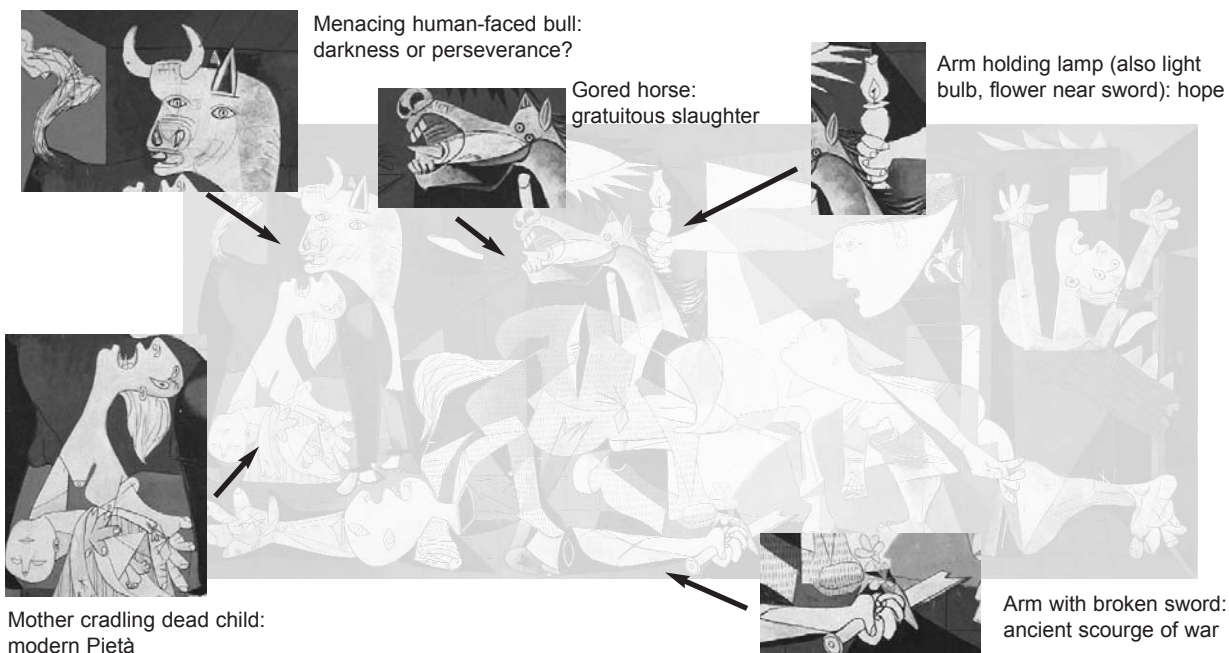 Menacing human-faced bull:
darkness or perseverance?
Gored horse:
gratuitous slaughter
Arm holding lamp (also light
bulb, flower near sword): hope
Mother cradling dead child:
modern Pietà
Arm with broken sword:
ancient scourge of war